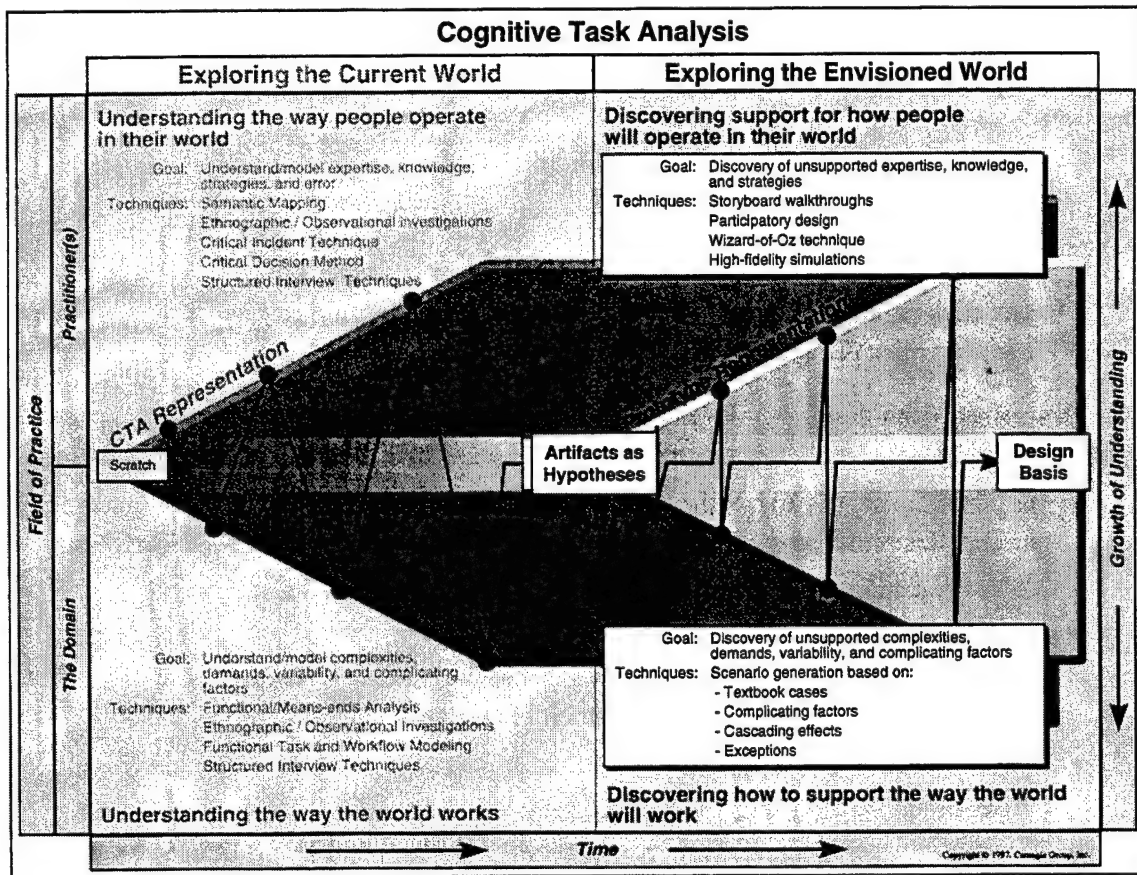 Cognitive Task Analysis
Exploring the Current World
Exploring the Envisioned World
Understanding the way people operate
in their world
Goal: Understand/model expertise, knowledge,
strategies, and error
Techniques: Semantic Mapping
Ethnographic / Observational Investigations
Critical Incident Technique
Critical Decision Method
Structured Interview Techniques
Discovering support for how people
will operate in their world
Goal: Discovery of unsupported expertise, knowledge,
and strategies
Techniques: Storyboard walkthroughs
Participatory design
Wizard-of-Oz technique
High-fidelity simulations
Field of Practice
Practitioner(s)
The Domain
CTA Representation
Scratch
Artifacts as
Hypotheses
Design
Basis
Growth of Understanding
Goal: Understand/model complexities,
demands, variability, and complicating
factors
Techniques: Functional/Means-ends Analysis
Ethnographic / Observational Investigations
Functional Task and Workflow Modeling
Structured Interview Techniques
Understanding the way the world works
Goal: Discovery of unsupported complexities,
demands, variability, and complicating factors
Techniques: Scenario generation based on:
- Textbook cases
- Complicating factors
- Cascading effects
- Exceptions
Discovering how to support the way the world
will work
Time
Copyright © 1997, Carnegie Group, Inc.